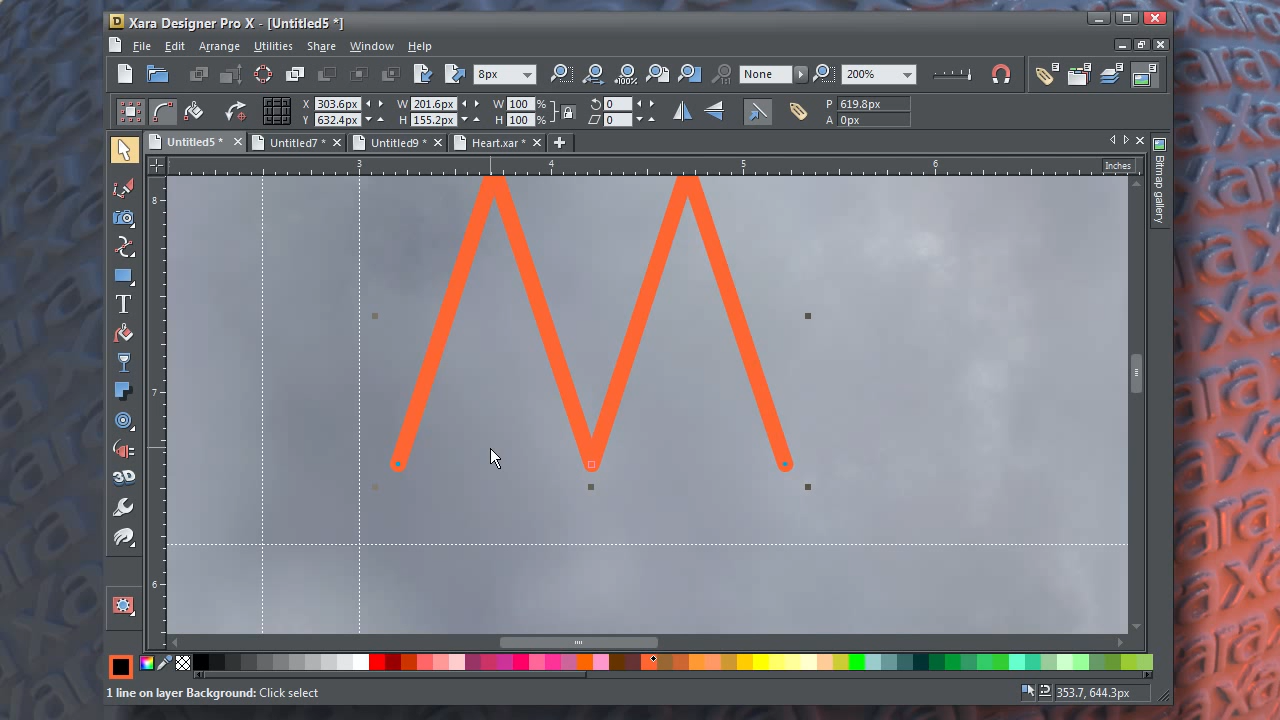 Xara Designer Pro X - [Untitled5 *]
File Edit Arrange Utilities Share Window Help
8px 100% None 200%
X 303.6px W 201.6px W 100 % 0 P 619.8px
Y 632.4px H 155.2px H 100 % 0 A 0px
Untitled5 * Untitled7 * Untitled9 * Heart.xar *
3 4 5 6 Inches
Bitmap gallery
8
7
6
T
3D
1 line on layer Background: Click select 353.7, 644.3px